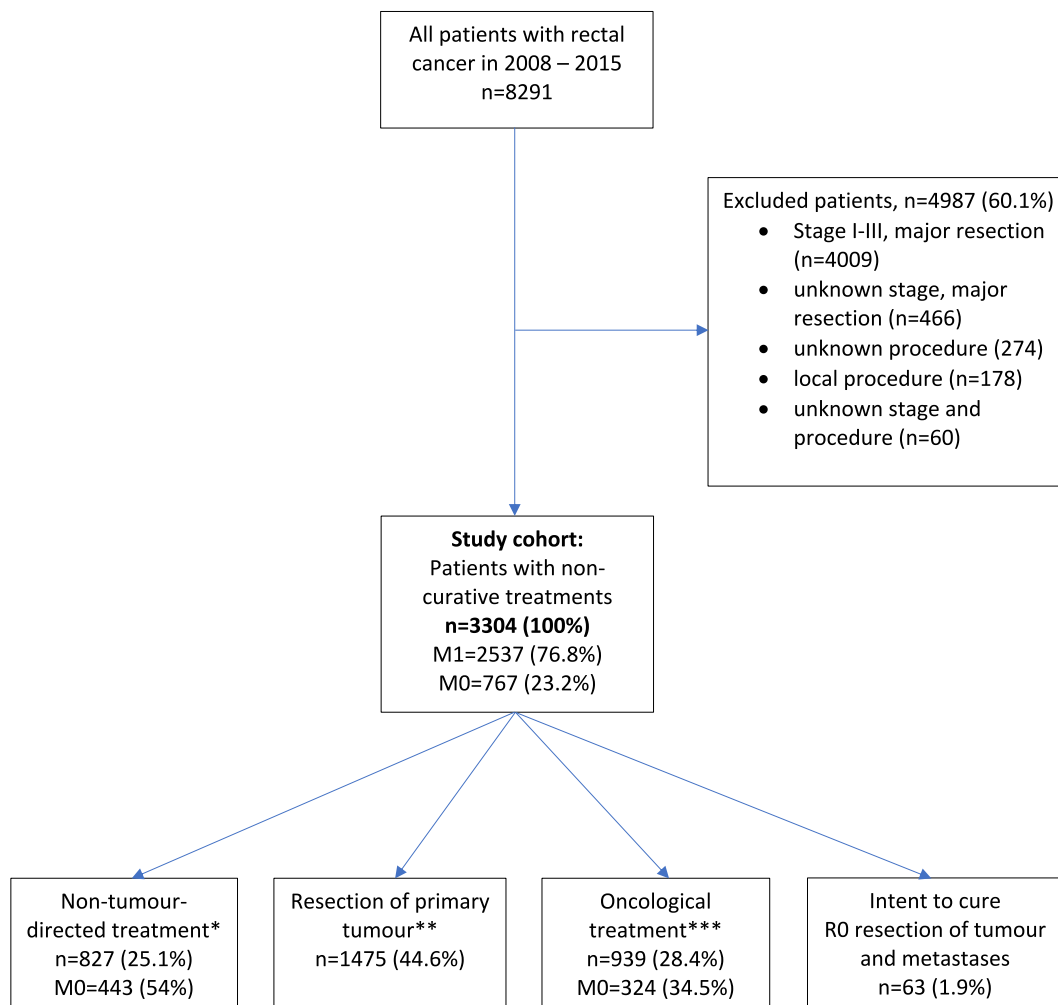 All patients with rectal
cancer in 2008 – 2015
n=8291
Excluded patients, n=4987 (60.1%)
• Stage I-III, major resection
(n=4009)
• unknown stage, major
resection (n=466)
• unknown procedure (274)
• local procedure (n=178)
• unknown stage and
procedure (n=60)
Study cohort:
Patients with non-
curative treatments
n=3304 (100%)
M1=2537 (76.8%)
M0=767 (23.2%)
Non-tumour-
directed treatment*
n=827 (25.1%)
M0=443 (54%)
Resection of primary
tumour**
n=1475 (44.6%)
Oncological
treatment***
n=939 (28.4%)
M0=324 (34.5%)
Intent to cure
R0 resection of tumour
and metastases
n=63 (1.9%)